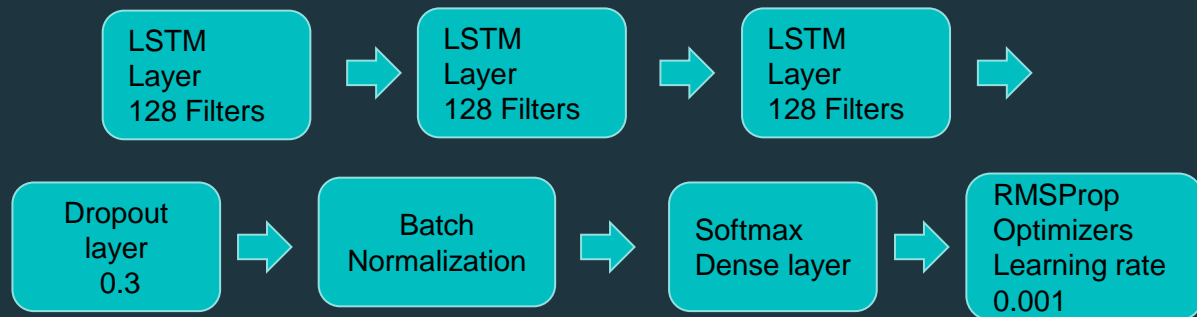 LSTM
Layer
128 Filters
LSTM
Layer
128 Filters
LSTM
Layer
128 Filters
Dropout
layer
0.3
Batch
Normalization
Softmax
Dense layer
RMSProp
Optimizers
Learning rate
0.001